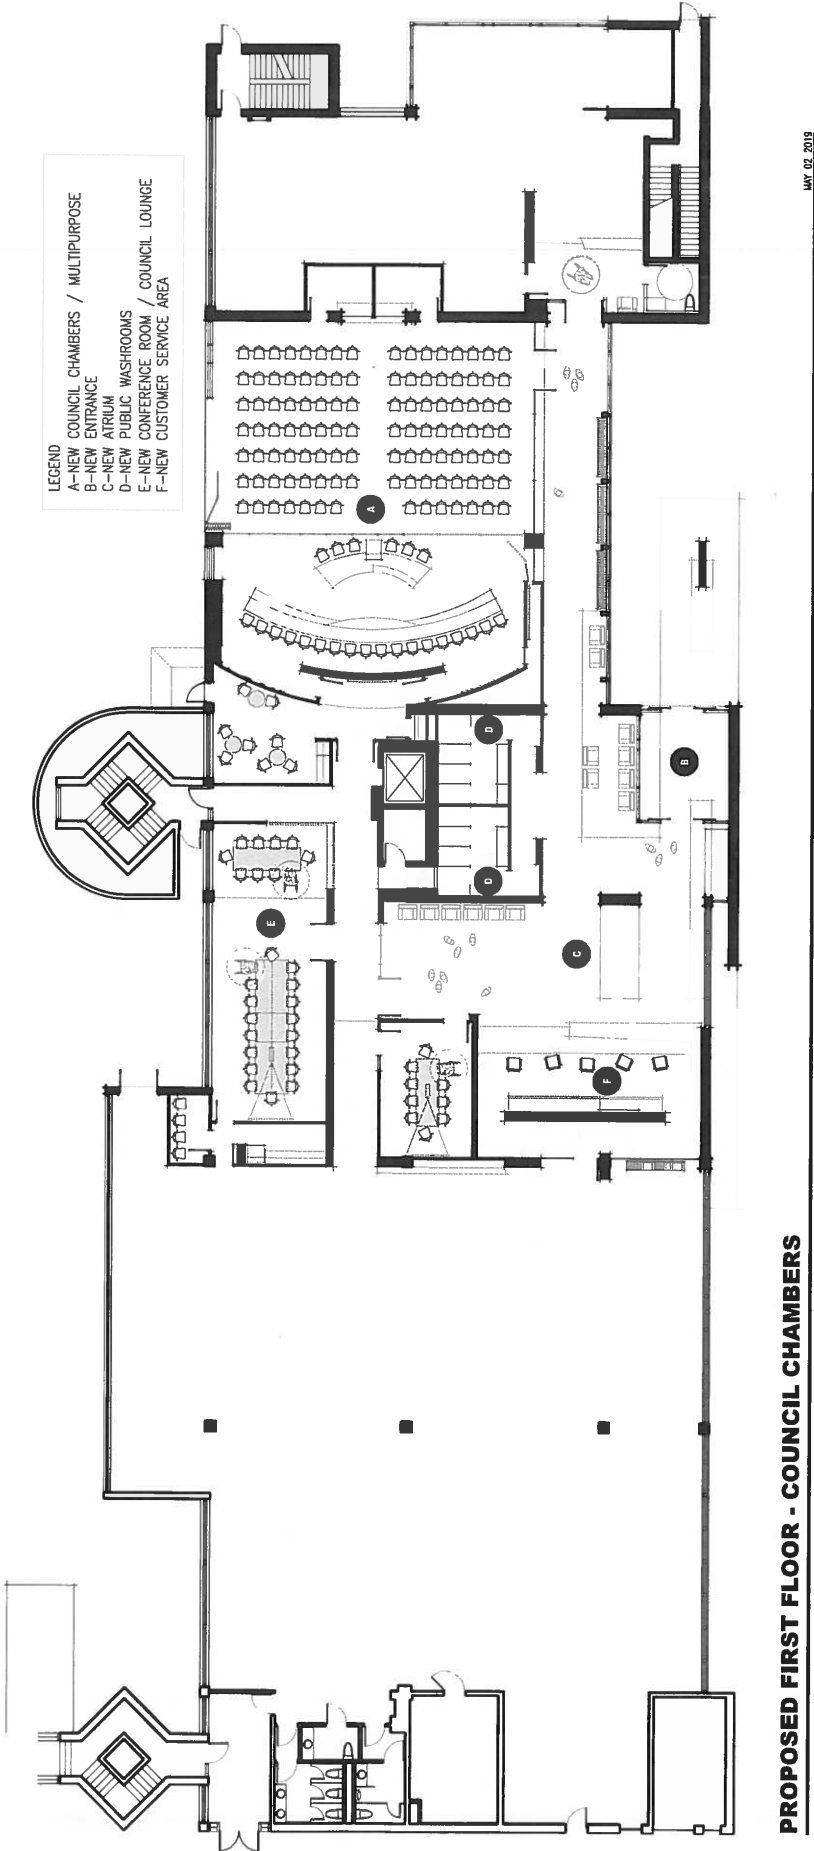 LEGEND
A-NEW COUNCIL CHAMBERS / MULTIPURPOSE
B-NEW ENTRANCE
C-NEW ATRIUM
D-NEW PUBLIC WASHROOMS
E-NEW CONFERENCE ROOM / COUNCIL LOUNGE
F-NEW CUSTOMER SERVICE AREA
A
D
B
D
E
C
F
PROPOSED FIRST FLOOR - COUNCIL CHAMBERS
MAY 02 2019